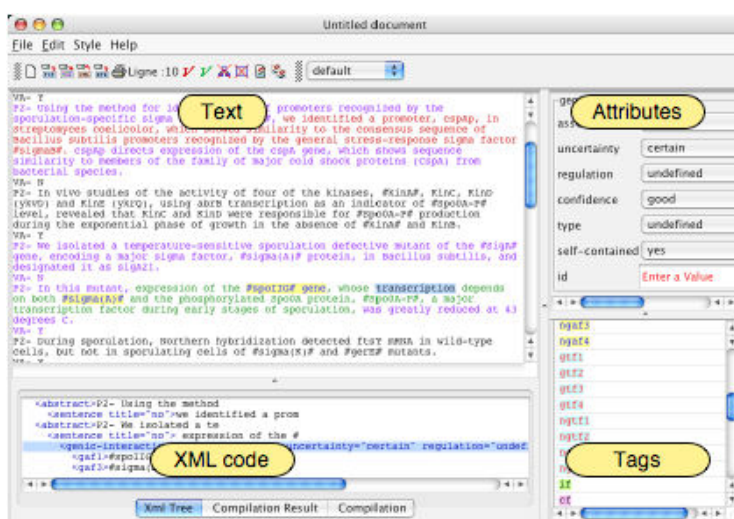 Untitled document
File Edit Style Help
Ligne :10 default
VA- Y
P2- Using the method for promoters recognized by the
sporulation-specific sigma we identified a promoter, cspAp, in
Streptomyces coelicolor, which showed similarity to the consensus sequence of
Bacillus subtilis promoters recognized by the general stress-response sigma factor
#sigmaB#. cspAp directs expression of the cspA gene, which shows sequence
similarity to members of the family of major cold shock proteins (CspA) from
bacterial species.
VA- N
P2- In vivo studies of the activity of four of the kinases, #KinA#, KinC, KinD
(ykvD) and KinE (ykrQ), using abrB transcription as an indicator of #Spo0A~P#
level, revealed that KinC and KinD were responsible for #Spo0A~P# production
during the exponential phase of growth in the absence of #KinA# and KinB.
VA- Y
P2- We isolated a temperature-sensitive sporulation defective mutant of the #sigA#
gene, encoding a major sigma factor, #sigma(A)# protein, in Bacillus subtilis, and
designated it as sigA21.
VA- N
P2- In this mutant, expression of the #spoIIG# gene, whose transcription depends
on both #sigma(A)# and the phosphorylated Spo0A protein, #Spo0A-P#, a major
transcription factor during early stages of sporulation, was greatly reduced at 43
degrees C.
VA- Y
P2- During sporulation, Northern hybridization detected ftsY mRNA in wild-type
cells, but not in sporulating cells of #sigma(K)# and #gerE# mutants.
Text
<abstract>P2- Using the method
<sentence title="no">we identified a prom
<abstract>P2- We isolated a te
<sentence title="no"> expression of the #
<genic-interaction uncertainty="certain" regulation="undef
<gaf1>#spoIIG
<gaf3>#sigma(
XML code
Xml Tree Compilation Result Compilation
Attributes
uncertainty certain
regulation undefined
confidence good
type undefined
self-contained yes
id Enter a Value
ngaf3
ngaf4
gtf1
gtf2
gtf3
gtf4
ngtf1
ngtf2
Tags
if
cf